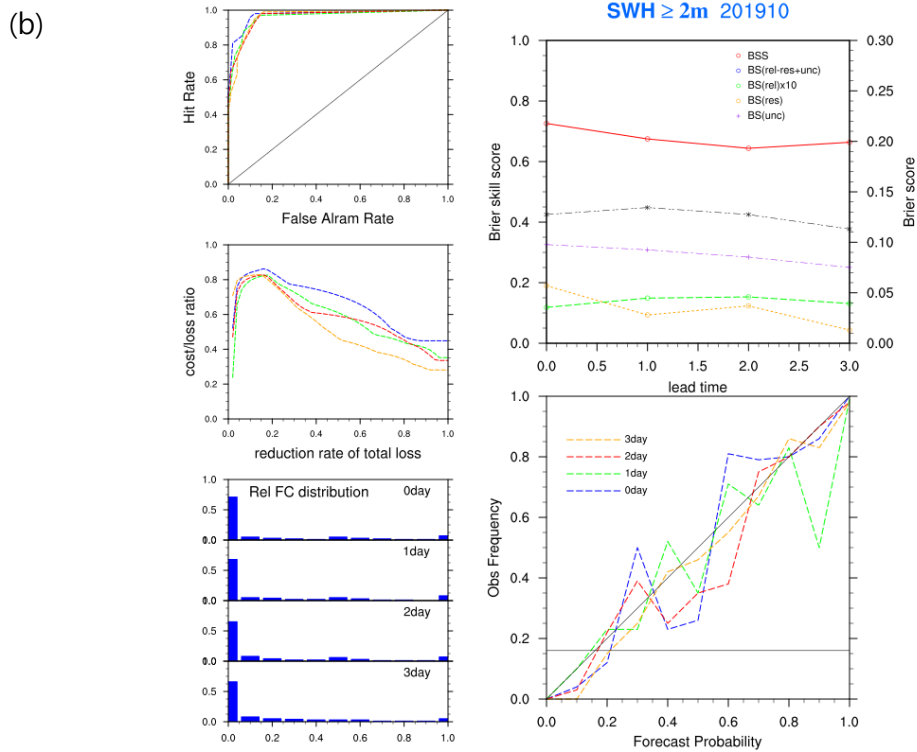 (b)
SWH ≥ 2m 201910
1.0
0.8
0.6
0.4
0.2
0.0
Hit Rate
0.0 0.2 0.4 0.6 0.8 1.0
False Alram Rate
1.0
0.8
0.6
0.4
0.2
0.0
cost/loss ratio
0.0 0.2 0.4 0.6 0.8 1.0
reduction rate of total loss
Rel FC distribution
0day
1.0
0.5
0.0
1day
1.0
0.5
0.0
2day
1.0
0.5
0.0
3day
1.0
0.5
0.0
0.0 0.2 0.4 0.6 0.8 1.0
1.0
0.8
0.6
0.4
0.2
0.0
Brier skill score
BSS
BS(rel-res+unc)
BS(rel)x10
BS(res)
BS(unc)
0.30
0.25
0.20
0.15
0.10
0.05
0.00
Brier score
0.0 0.5 1.0 1.5 2.0 2.5 3.0
lead time
1.0
0.8
0.6
0.4
0.2
0.0
Obs Frequency
3day
2day
1day
0day
0.0 0.2 0.4 0.6 0.8 1.0
Forecast Probability